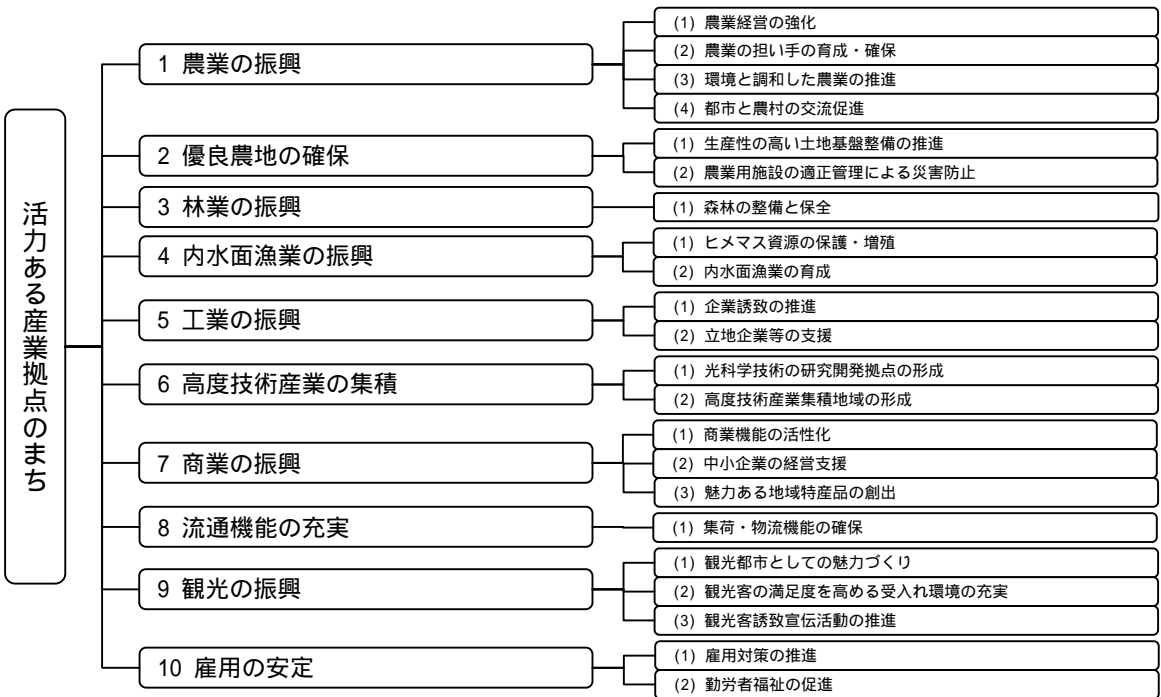 活力ある産業拠点のまち
1 農業の振興
(1) 農業経営の強化
(2) 農業の担い手の育成・確保
(3) 環境と調和した農業の推進
(4) 都市と農村の交流促進
2 優良農地の確保
(1) 生産性の高い土地基盤整備の推進
(2) 農業用施設の適正管理による災害防止
3 林業の振興
(1) 森林の整備と保全
4 内水面漁業の振興
(1) ヒメマス資源の保護・増殖
(2) 内水面漁業の育成
5 工業の振興
(1) 企業誘致の推進
(2) 立地企業等の支援
6 高度技術産業の集積
(1) 光科学技術の研究開発拠点の形成
(2) 高度技術産業集積地域の形成
7 商業の振興
(1) 商業機能の活性化
(2) 中小企業の経営支援
(3) 魅力ある地域特産品の創出
8 流通機能の充実
(1) 集荷・物流機能の確保
9 観光の振興
(1) 観光都市としての魅力づくり
(2) 観光客の満足度を高める受入れ環境の充実
(3) 観光客誘致宣伝活動の推進
10 雇用の安定
(1) 雇用対策の推進
(2) 勤労者福祉の促進